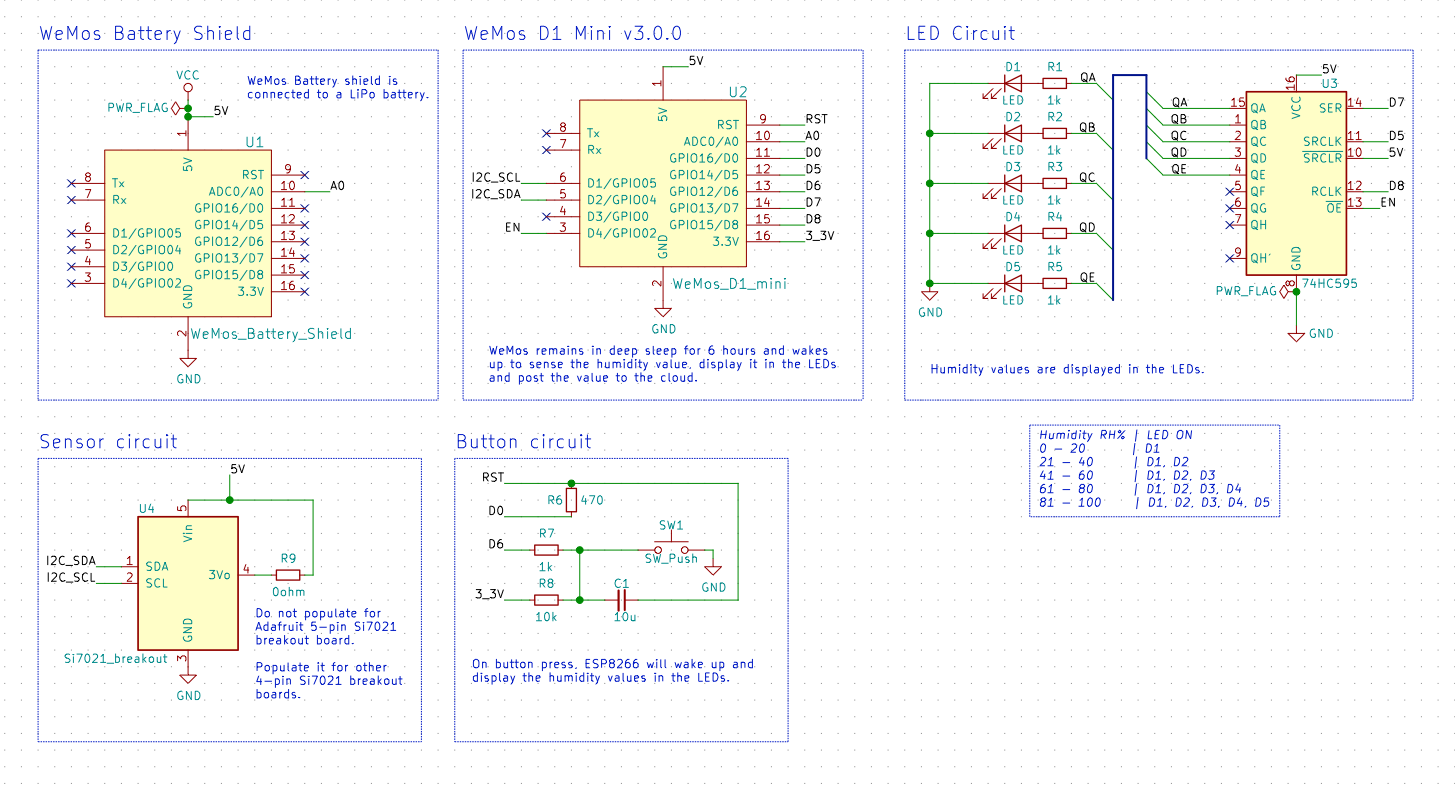 WeMos Battery Shield
VCC
WeMos Battery shield is
connected to a LiPo battery.
PWR_FLAG
5V
1
U1
5V
8 Tx
7 Rx
6 D1/GPIO05
5 D2/GPIO04
4 D3/GPIO0
3 D4/GPIO02
RST 9
ADC0/A0 10 A0
GPIO16/D0 11
GPIO14/D5 12
GPIO12/D6 13
GPIO13/D7 14
GPIO15/D8 15
3.3V 16
GND
2
WeMos_Battery_Shield
GND
WeMos D1 Mini v3.0.0
5V
1
U2
5V
8 Tx
7 Rx
I2C_SCL 6 D1/GPIO05
I2C_SDA 5 D2/GPIO04
4 D3/GPIO0
EN 3 D4/GPIO02
RST 9 RST
ADC0/A0 10 A0
GPIO16/D0 11 D0
GPIO14/D5 12 D5
GPIO12/D6 13 D6
GPIO13/D7 14 D7
GPIO15/D8 15 D8
3.3V 16 3_3V
GND
2
WeMos_D1_mini
GND
WeMos remains in deep sleep for 6 hours and wakes
up to sense the humidity value, display it in the LEDs
and post the value to the cloud.
LED Circuit
D1 R1 QA
LED 1k
D2 R2 QB
LED 1k
D3 R3 QC
LED 1k
D4 R4 QD
LED 1k
D5 R5 QE
LED 1k
GND
5V
16
U3
VCC
QA 15 QA
QB 1 QB
QC 2 QC
QD 3 QD
QE 4 QE
5 QF
6 QG
7 QH
9 QH'
SER 14 D7
SRCLK 11 D5
SRCLR 10 5V
RCLK 12 D8
OE 13 EN
GND
8
74HC595
PWR_FLAG
GND
Humidity values are displayed in the LEDs.
Humidity RH% | LED ON
0 - 20 | D1
21 - 40 | D1, D2
41 - 60 | D1, D2, D3
61 - 80 | D1, D2, D3, D4
81 - 100 | D1, D2, D3, D4, D5
Sensor circuit
5V
U4
5
Vin
I2C_SDA 1 SDA
I2C_SCL 2 SCL
3Vo 4
R9
0ohm
GND
3
Si7021_breakout
GND
Do not populate for
Adafruit 5-pin Si7021
breakout board.
Populate it for other
4-pin Si7021 breakout
boards.
Button circuit
RST
R6 470
D0
D6
R7
1k
SW1
SW_Push
GND
3_3V
R8
10k
C1
10u
On button press, ESP8266 will wake up and
display the humidity values in the LEDs.